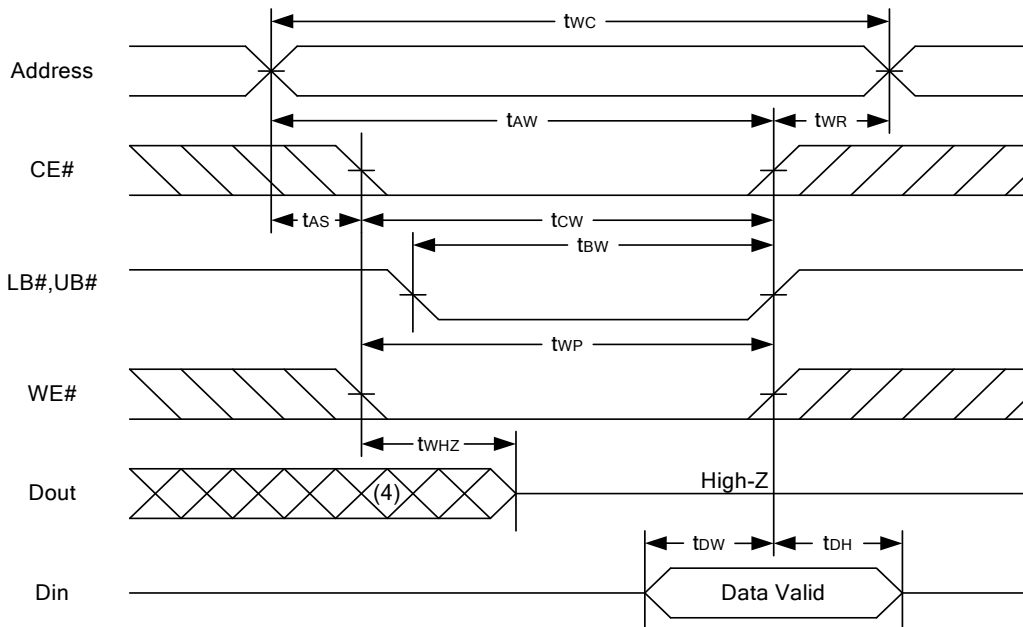 tWC
Address
tAW
tWR
CE#
tAS
tCW
tBW
LB#,UB#
tWP
WE#
tWHZ
Dout
(4)
High-Z
tDW
tDH
Din
Data Valid